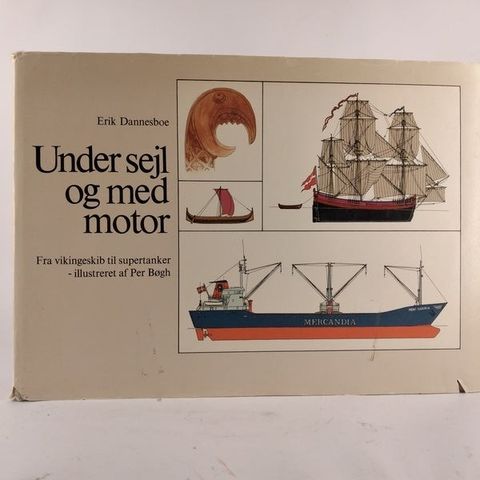 Erik Dannesboe
Under sejl
og med
motor
Fra vikingeskib til supertanker
- illustreret af Per Bøgh
MERCANDIA